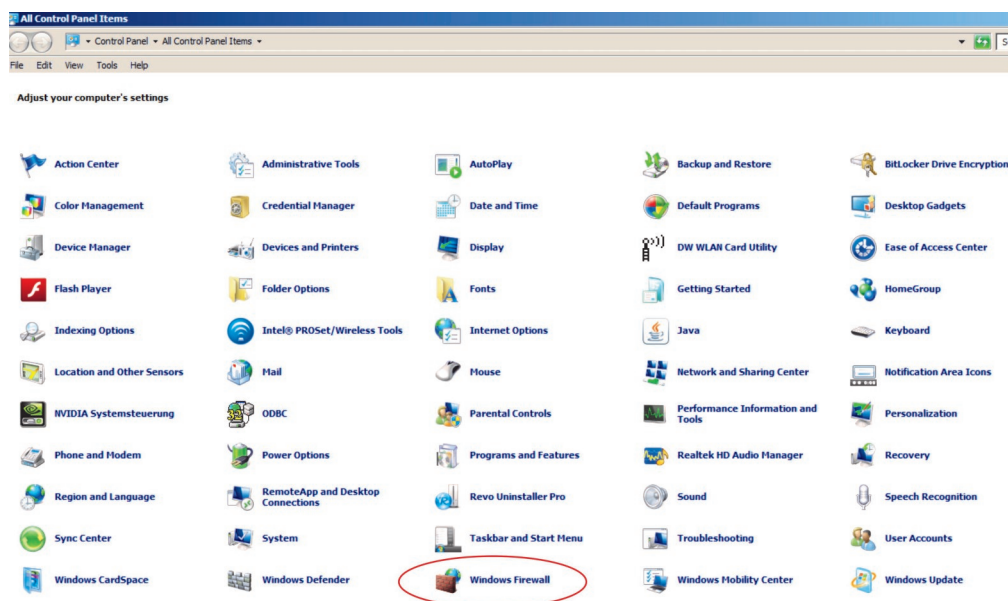 All Control Panel Items
Control Panel All Control Panel Items
File Edit View Tools Help
Adjust your computer's settings
Action Center Administrative Tools AutoPlay Backup and Restore BitLocker Drive Encryption
Color Management Credential Manager Date and Time Default Programs Desktop Gadgets
Device Manager Devices and Printers Display DW WLAN Card Utility Ease of Access Center
Flash Player Folder Options Fonts Getting Started HomeGroup
Indexing Options Intel® PROSet/Wireless Tools Internet Options Java Keyboard
Location and Other Sensors Mail Mouse Network and Sharing Center Notification Area Icons
NVIDIA Systemsteuerung ODBC Parental Controls Performance Information and
Tools Personalization
Phone and Modem Power Options Programs and Features Realtek HD Audio Manager Recovery
Region and Language RemoteApp and Desktop
Connections Revo Uninstaller Pro Sound Speech Recognition
Sync Center System Taskbar and Start Menu Troubleshooting User Accounts
Windows CardSpace Windows Defender Windows Firewall Windows Mobility Center Windows Update